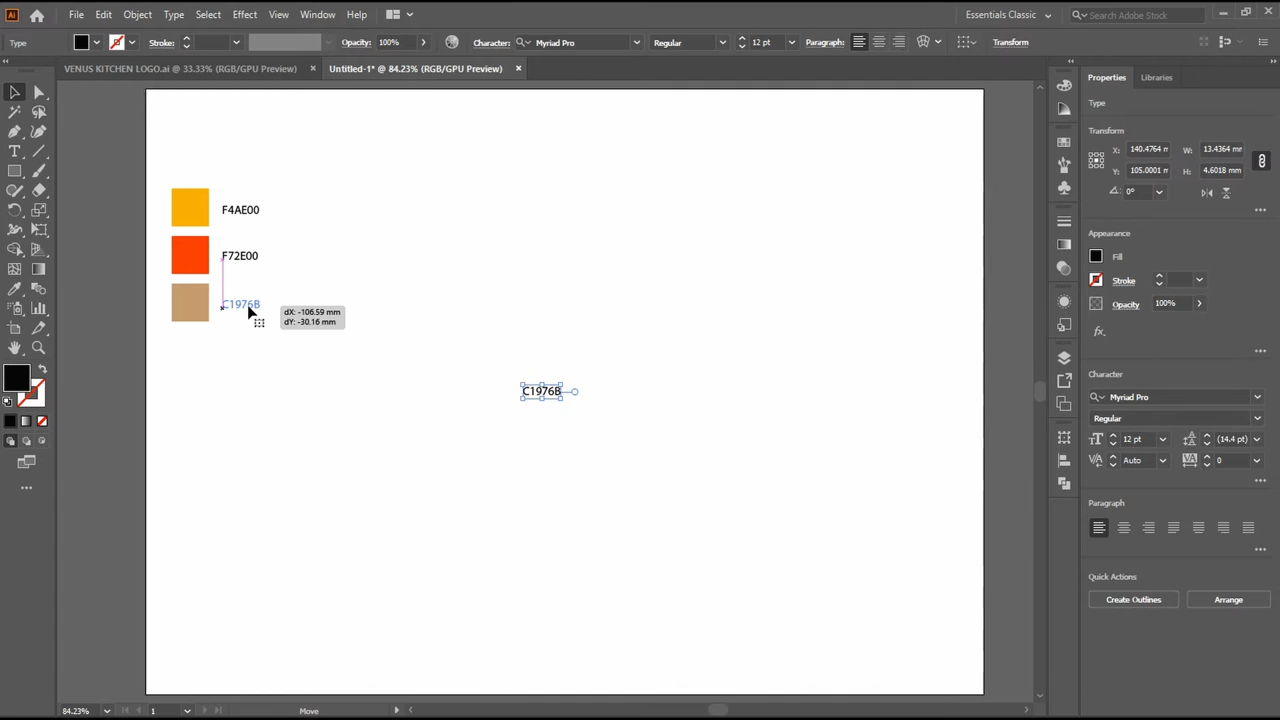 File Edit Object Type Select Effect View Window Help Essentials Classic Search Adobe Stock
Type Stroke: Opacity: 100% Character: Myriad Pro Regular 12 pt Paragraph: Transform
VENUS KITCHEN LOGO.ai @ 33.33% (RGB/GPU Preview) × Untitled-1* @ 84.23% (RGB/GPU Preview) ×
Properties Libraries
Type
Transform
X: 140.4764 W: 13.4364 mm
Y: 105.0001 H: 4.6018 mm
0°
Appearance
Fill
Stroke
Opacity 100%
fx
Character
Myriad Pro
Regular
12 pt (14.4 pt)
Auto 0
Paragraph
Quick Actions
Create Outlines Arrange
F4AE00
F72E00
C1976B
dX: -106.59 mm
dY: -30.16 mm
C1976B
84.23% 1 Move